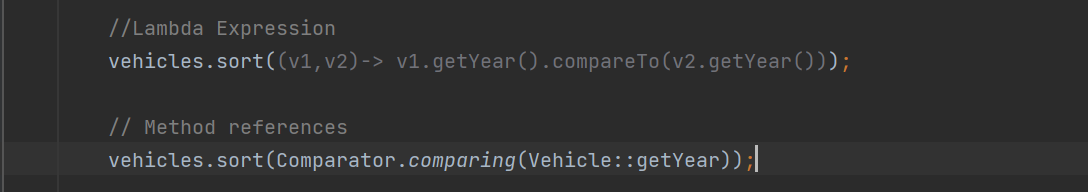 //Lambda Expression
vehicles.sort((v1,v2)-> v1.getYear().compareTo(v2.getYear()));
// Method references
vehicles.sort(Comparator.comparing(Vehicle::getYear));